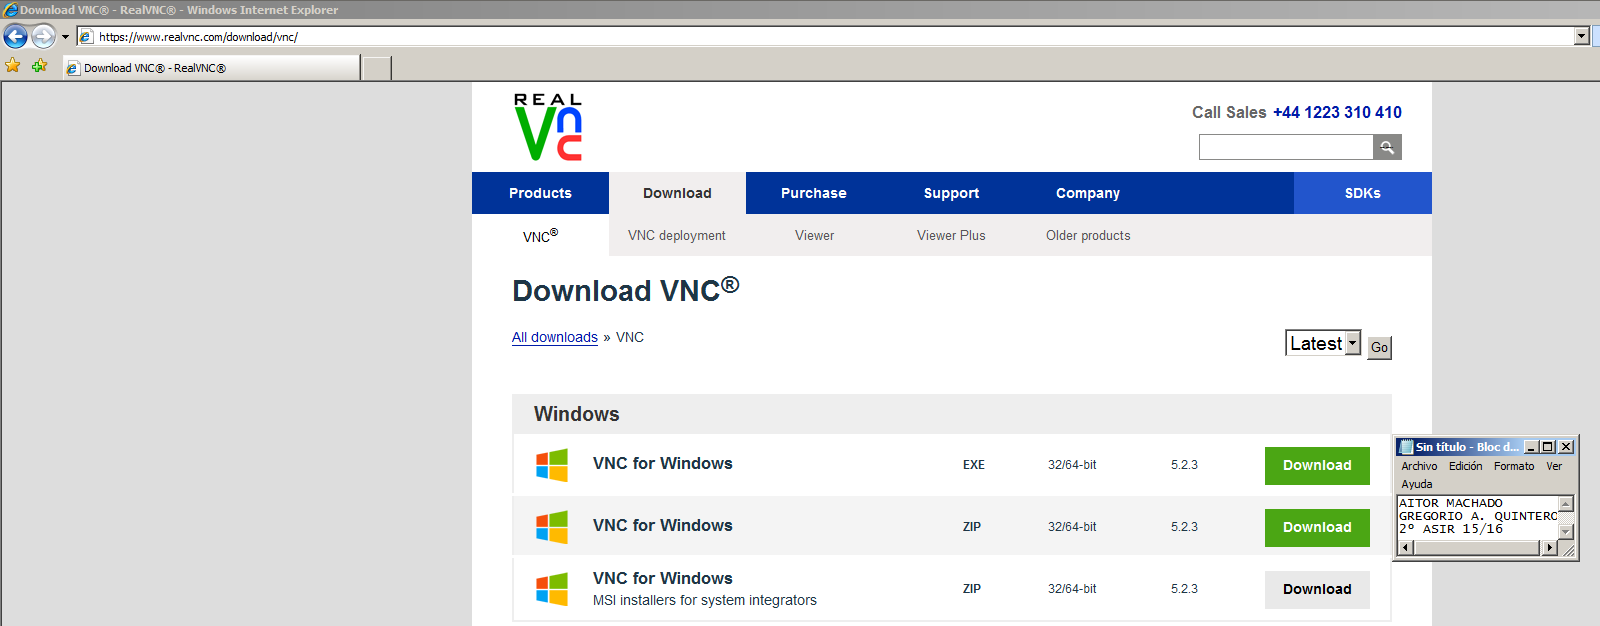 Download VNC® - RealVNC® - Windows Internet Explorer
https://www.realvnc.com/download/vnc/
Download VNC® - RealVNC®
REAL
Vnc
Call Sales +44 1223 310 410
Products Download Purchase Support Company SDKs
VNC® VNC deployment Viewer Viewer Plus Older products
Download VNC®
All downloads » VNC
Latest Go
Windows
VNC for Windows EXE 32/64-bit 5.2.3 Download
VNC for Windows ZIP 32/64-bit 5.2.3 Download
VNC for Windows
MSI installers for system integrators ZIP 32/64-bit 5.2.3 Download
Sin título - Bloc d...
Archivo Edición Formato Ver
Ayuda
AITOR MACHADO
GREGORIO A. QUINTERO
2º ASIR 15/16